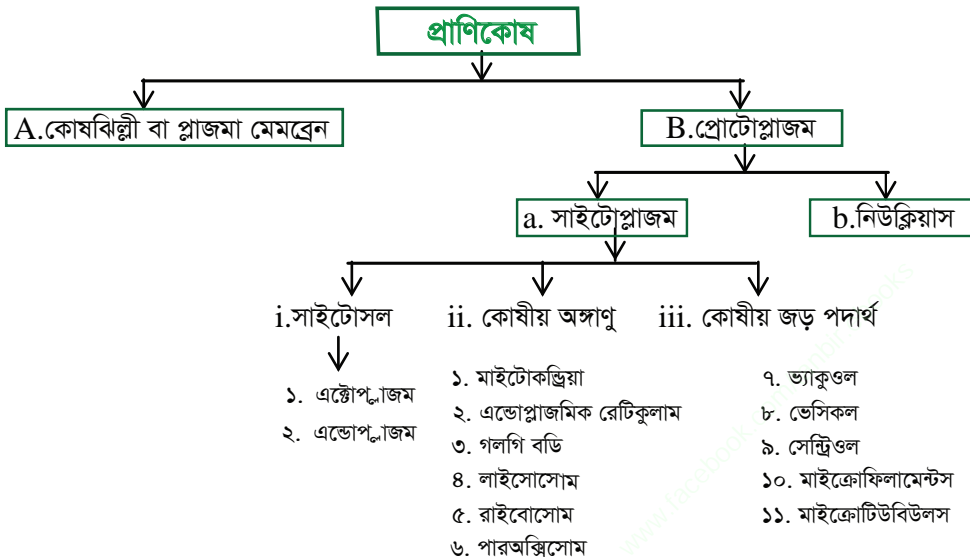 প্রাণিকোষ
A.কোষঝিল্লী বা প্লাজমা মেমব্রেন
B.প্রোটোপ্লাজম
a. সাইটোপ্লাজম
b.নিউক্লিয়াস
i.সাইটোসল
ii. কোষীয় অঙ্গাণু
iii. কোষীয় জড় পদার্থ
১. এক্টোপ্লাজম
২. এন্ডোপ্লাজম
১. মাইটোকন্ড্রিয়া
২. এন্ডোপ্লাজমিক রেটিকুলাম
৩. গলগি বডি
৪. লাইসোসোম
৫. রাইবোসোম
৬. পারঅক্সিসোম
৭. ভ্যাকুওল
৮. ভেসিকল
৯. সেন্ট্রিওল
১০. মাইক্রোফিলামেন্টস
১১. মাইক্রোটিউবিউলস